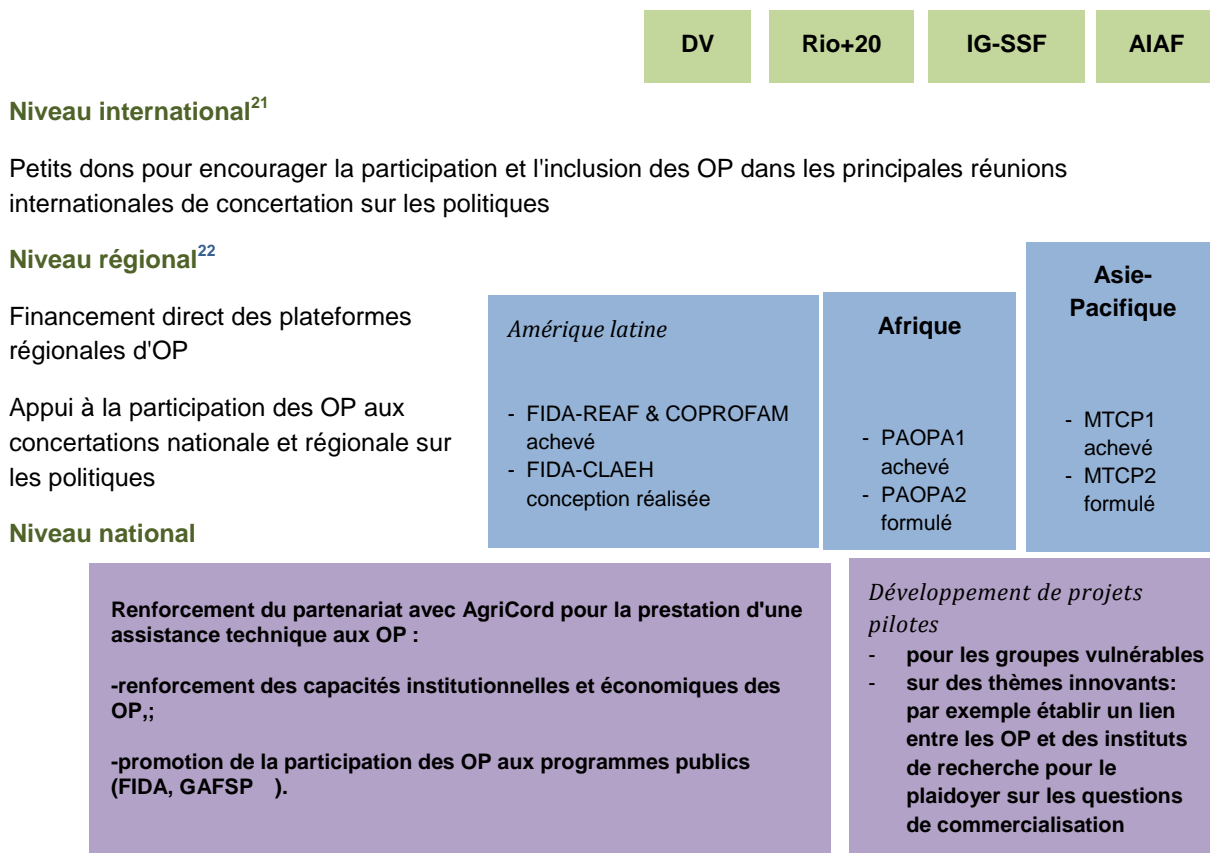 DV
Rio+20
IG-SSF
AIAF
Niveau international21
Petits dons pour encourager la participation et l'inclusion des OP dans les principales réunions
internationales de concertation sur les politiques
Niveau régional22
Financement direct des plateformes
régionales d'OP
Appui à la participation des OP aux
concertations nationale et régionale sur
les politiques
Amérique latine
- FIDA-REAF & COPROFAM
achevé
- FIDA-CLAEH
conception réalisée
Afrique
- PAOPA1
achevé
- PAOPA2
formulé
Asie-
Pacifique
- MTCP1
achevé
- MTCP2
formulé
Niveau national
Renforcement du partenariat avec AgriCord pour la prestation d'une
assistance technique aux OP :
-renforcement des capacités institutionnelles et économiques des
OP,;
-promotion de la participation des OP aux programmes publics
(FIDA, GAFSP ).
Développement de projets
pilotes
- pour les groupes vulnérables
- sur des thèmes innovants:
par exemple établir un lien
entre les OP et des instituts
de recherche pour le
plaidoyer sur les questions
de commercialisation